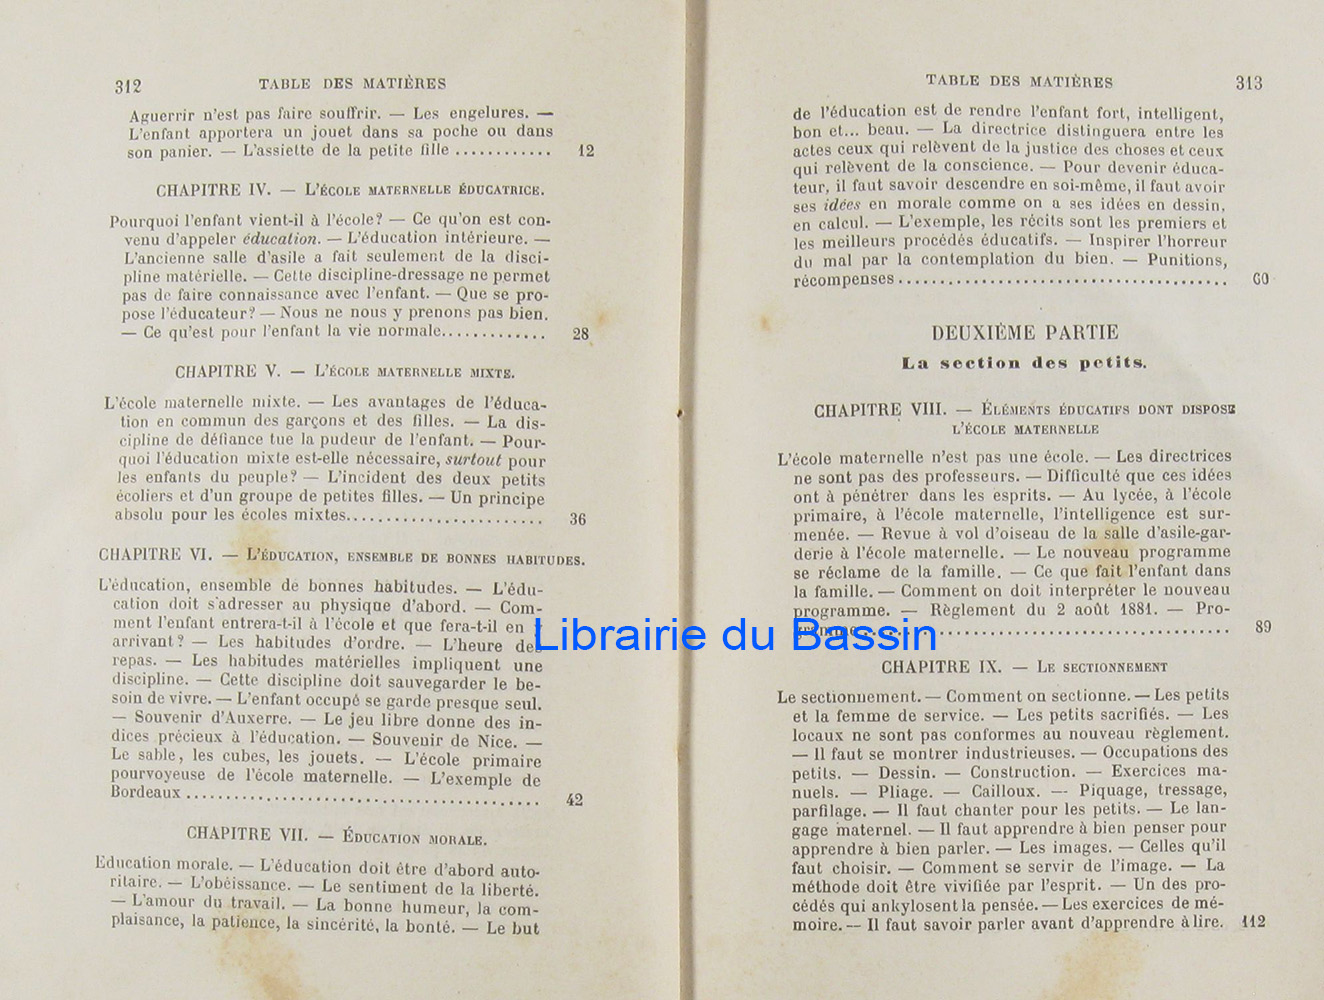 312 TABLE DES MATIÈRES
Aguerrir n'est pas faire souffrir. — Les engelures. —
L'enfant apportera un jouet dans sa poche ou dans
son panier. — L'assiette de la petite fille ............ 12
CHAPITRE IV. — L'ÉCOLE MATERNELLE ÉDUCATRICE.
Pourquoi l'enfant vient-il à l'école? — Ce qu'on est con-
venu d'appeler éducation. — L'éducation intérieure. —
L'ancienne salle d'asile a fait seulement de la disci-
pline matérielle. — Cette discipline-dressage ne permet
pas de faire connaissance avec l'enfant. — Que se pro-
pose l'éducateur? — Nous ne nous y prenons pas bien.
— Ce qu'est pour l'enfant la vie normale............. 28
CHAPITRE V. — L'ÉCOLE MATERNELLE MIXTE.
L'école maternelle mixte. — Les avantages de l'éduca-
tion en commun des garçons et des filles. — La dis-
cipline de défiance tue la pudeur de l'enfant. — Pour-
quoi l'éducation mixte est-elle nécessaire, surtout pour
les enfants du peuple? — L'incident des deux petits
écoliers et d'un groupe de petites filles. — Un principe
absolu pour les écoles mixtes........................ 36
CHAPITRE VI. — L'ÉDUCATION, ENSEMBLE DE BONNES HABITUDES.
L'éducation, ensemble de bonnes habitudes. — L'édu-
cation doit s'adresser au physique d'abord. — Com-
ment l'enfant entrera-t-il à l'école et que fera-t-il en y
arrivant? — Les habitudes d'ordre. — L'heure des
repas. — Les habitudes matérielles impliquent une
discipline. — Cette discipline doit sauvegarder le be-
soin de vivre. — L'enfant occupé se garde presque seul.
— Souvenir d'Auxerre. — Le jeu libre donne des in-
dices précieux à l'éducation. — Souvenir de Nice. —
Le sable, les cubes, les jouets. — L'école primaire
pourvoyeuse de l'école maternelle. — L'exemple de
Bordeaux ........................................ 42
CHAPITRE VII. — ÉDUCATION MORALE.
Education morale. — L'éducation doit être d'abord auto-
ritaire. — L'obéissance. — Le sentiment de la liberté.
— L'amour du travail. — La bonne humeur, la com-
plaisance, la patience, la sincérité, la bonté. — Le but
TABLE DES MATIÈRES 313
de l'éducation est de rendre l'enfant fort, intelligent,
bon et... beau. — La directrice distinguera entre les
actes ceux qui relèvent de la justice des choses et ceux
qui relèvent de la conscience. — Pour devenir éduca-
teur, il faut savoir descendre en soi-même, il faut avoir
ses idées en morale comme on a ses idées en dessin,
en calcul. — L'exemple, les récits sont les premiers et
les meilleurs procédés éducatifs. — Inspirer l'horreur
du mal par la contemplation du bien. — Punitions,
récompenses ...................................... 60
DEUXIÈME PARTIE
La section des petits.
CHAPITRE VIII. — ÉLÉMENTS ÉDUCATIFS DONT DISPOSE
L'ÉCOLE MATERNELLE
L'école maternelle n'est pas une école. — Les directrices
ne sont pas des professeurs. — Difficulté que ces idées
ont à pénétrer dans les esprits. — Au lycée, à l'école
primaire, à l'école maternelle, l'intelligence est sur-
menée. — Revue à vol d'oiseau de la salle d'asile-gar-
derie à l'école maternelle. — Le nouveau programme
se réclame de la famille. — Ce que fait l'enfant dans
la famille. — Comment on doit interpréter le nouveau
programme. — Règlement du 2 août 1881. — Pro-
gramme.......................................... 89
Librairie du Bassin
CHAPITRE IX. — LE SECTIONNEMENT
Le sectionnement. — Comment on sectionne. — Les petits
et la femme de service. — Les petits sacrifiés. — Les
locaux ne sont pas conformes au nouveau règlement.
— Il faut se montrer industrieuses. — Occupations des
petits. — Dessin. — Construction. — Exercices ma-
nuels. — Pliage. — Cailloux. — Piquage, tressage,
parfilage. — Il faut chanter pour les petits. — Le lan-
gage maternel. — Il faut apprendre à bien penser pour
apprendre à bien parler. — Les images. — Celles qu'il
faut choisir. — Comment se servir de l'image. — La
méthode doit être vivifiée par l'esprit. — Un des pro-
cédés qui ankylosent la pensée. — Les exercices de mé-
moire. — Il faut savoir parler avant d'apprendre à lire. 112